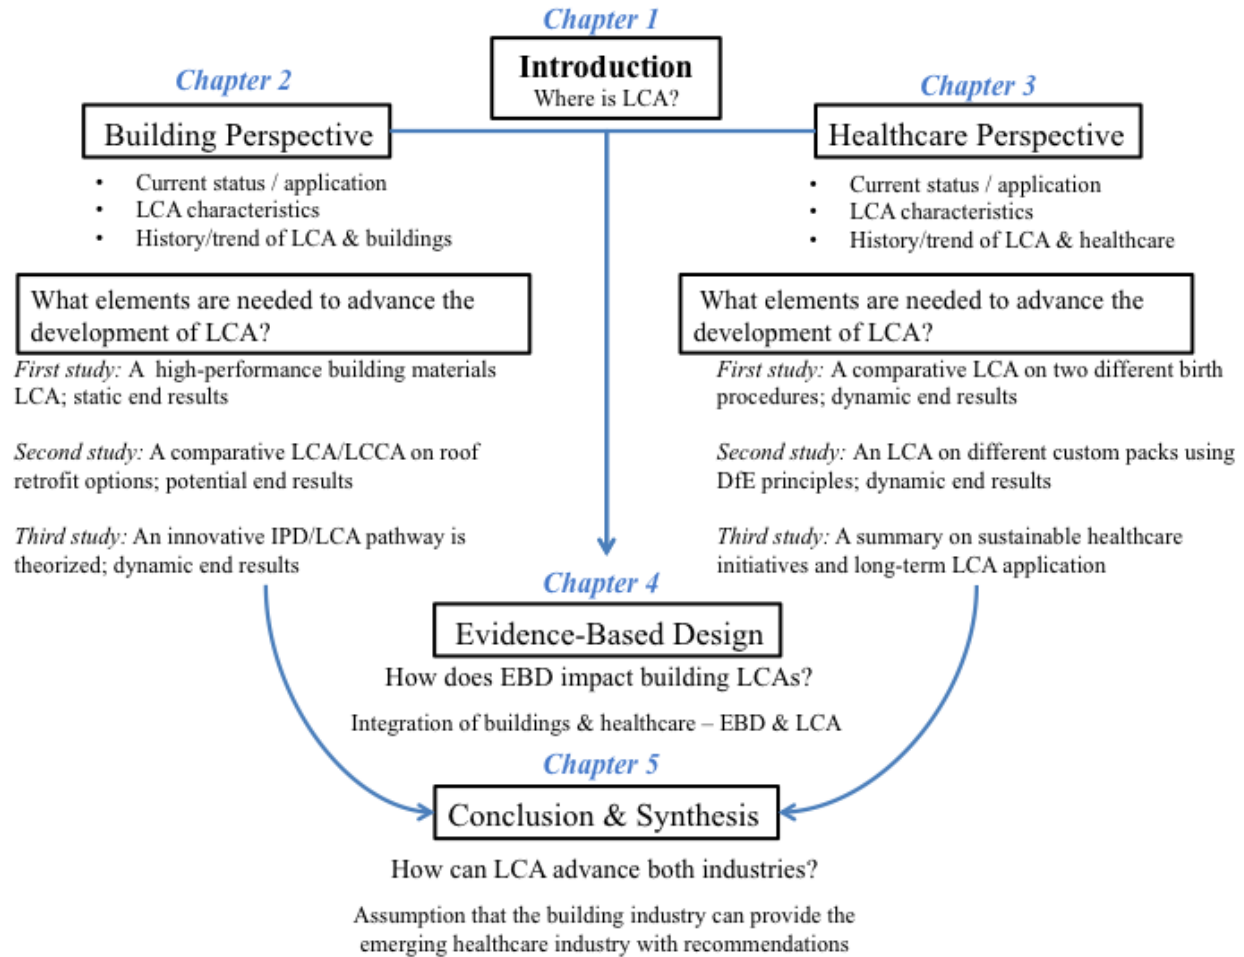 Chapter 1
Introduction
Where is LCA?
Chapter 2
Building Perspective
• Current status / application
• LCA characteristics
• History/trend of LCA & buildings
What elements are needed to advance the
development of LCA?
First study: A high-performance building materials
LCA; static end results
Second study: A comparative LCA/LCCA on roof
retrofit options; potential end results
Third study: An innovative IPD/LCA pathway is
theorized; dynamic end results
Chapter 3
Healthcare Perspective
• Current status / application
• LCA characteristics
• History/trend of LCA & healthcare
What elements are needed to advance the
development of LCA?
First study: A comparative LCA on two different birth
procedures; dynamic end results
Second study: An LCA on different custom packs using
DfE principles; dynamic end results
Third study: A summary on sustainable healthcare
initiatives and long-term LCA application
Chapter 4
Evidence-Based Design
How does EBD impact building LCAs?
Integration of buildings & healthcare – EBD & LCA
Chapter 5
Conclusion & Synthesis
How can LCA advance both industries?
Assumption that the building industry can provide the
emerging healthcare industry with recommendations